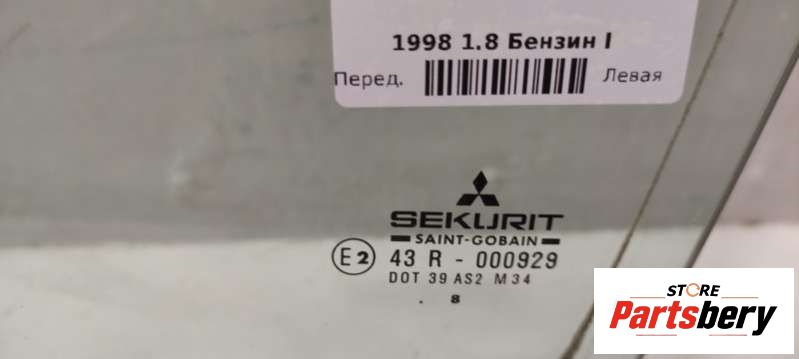 1998 1.8 Бензин I
Перед. Левая
SEKURIT
SAINT-GOBAIN
E2 43 R - 000929
DOT 39 AS2 M34
. 8
STORE
Partsbery